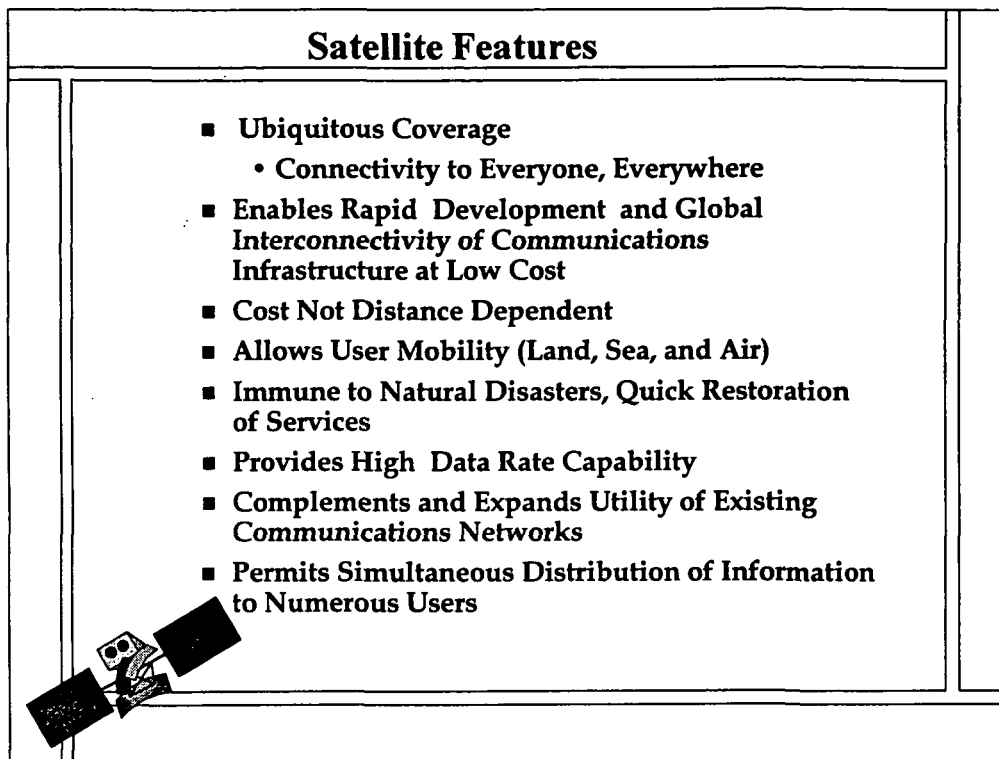 Satellite Features
■ Ubiquitous Coverage
• Connectivity to Everyone, Everywhere
■ Enables Rapid Development and Global
Interconnectivity of Communications
Infrastructure at Low Cost
■ Cost Not Distance Dependent
■ Allows User Mobility (Land, Sea, and Air)
■ Immune to Natural Disasters, Quick Restoration
of Services
■ Provides High Data Rate Capability
■ Complements and Expands Utility of Existing
Communications Networks
■ Permits Simultaneous Distribution of Information
to Numerous Users